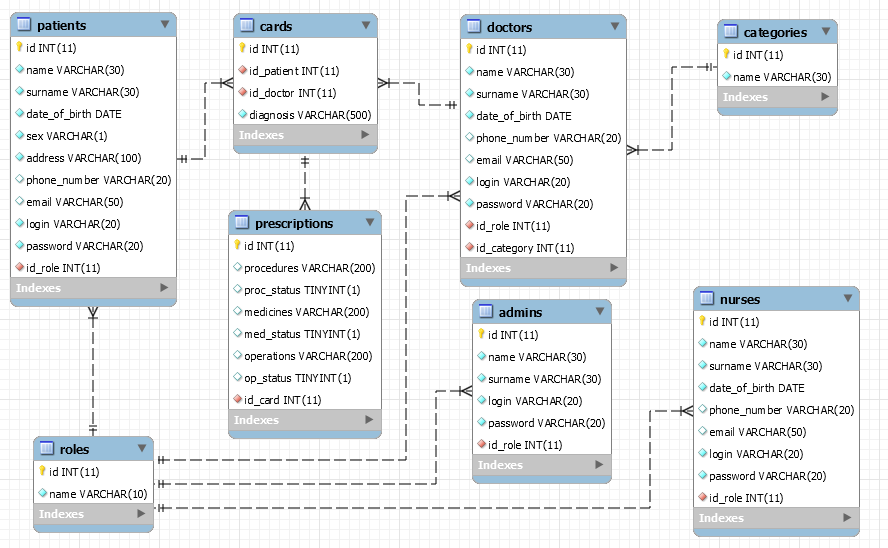 patients
id INT(11)
name VARCHAR(30)
surname VARCHAR(30)
date_of_birth DATE
sex VARCHAR(1)
address VARCHAR(100)
phone_number VARCHAR(20)
email VARCHAR(50)
login VARCHAR(20)
password VARCHAR(20)
id_role INT(11)
Indexes
cards
id INT(11)
id_patient INT(11)
id_doctor INT(11)
diagnosis VARCHAR(500)
Indexes
doctors
id INT(11)
name VARCHAR(30)
surname VARCHAR(30)
date_of_birth DATE
phone_number VARCHAR(20)
email VARCHAR(50)
login VARCHAR(20)
password VARCHAR(20)
id_role INT(11)
id_category INT(11)
Indexes
categories
id INT(11)
name VARCHAR(30)
Indexes
prescriptions
id INT(11)
procedures VARCHAR(200)
proc_status TINYINT(1)
medicines VARCHAR(200)
med_status TINYINT(1)
operations VARCHAR(200)
op_status TINYINT(1)
id_card INT(11)
Indexes
admins
id INT(11)
name VARCHAR(30)
surname VARCHAR(30)
login VARCHAR(20)
password VARCHAR(20)
id_role INT(11)
Indexes
nurses
id INT(11)
name VARCHAR(30)
surname VARCHAR(30)
date_of_birth DATE
phone_number VARCHAR(20)
email VARCHAR(50)
login VARCHAR(20)
password VARCHAR(20)
id_role INT(11)
Indexes
roles
id INT(11)
name VARCHAR(10)
Indexes